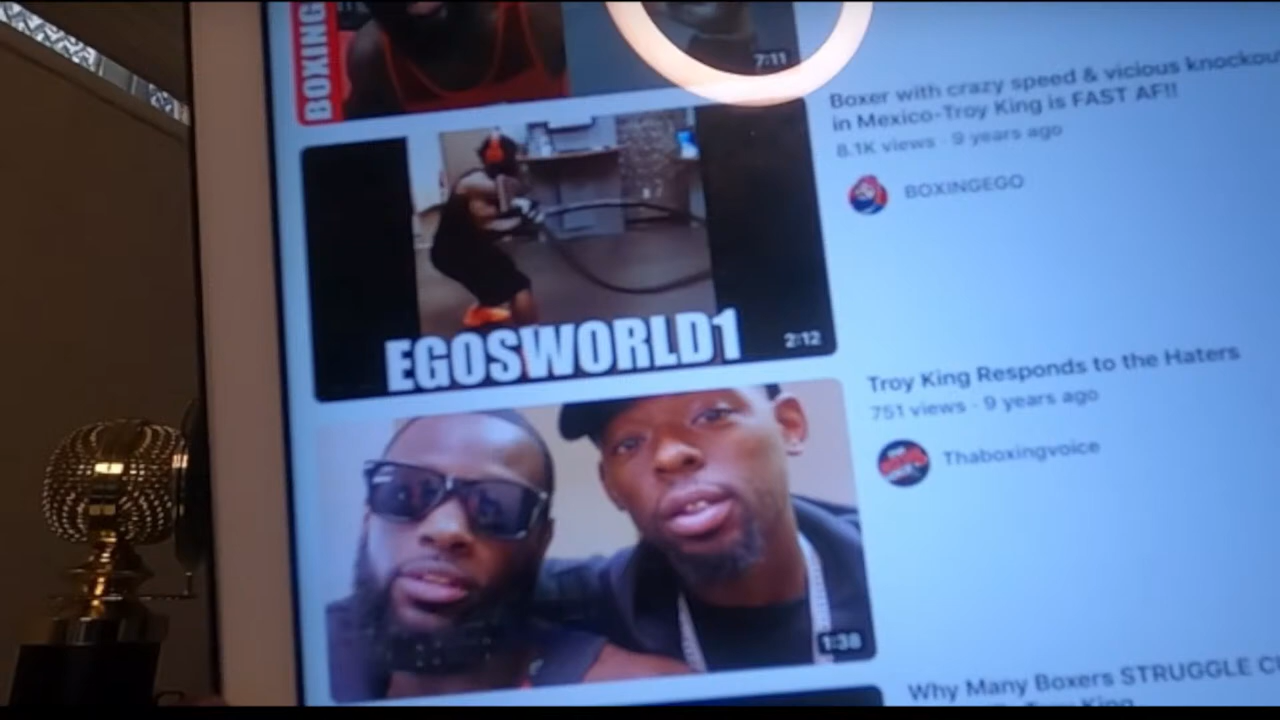 BOXING
7:11
Boxer with crazy speed & vicious knockou
in Mexico-Troy King is FAST AF!!
8.1K views · 9 years ago
BOXINGEGO
EGOSWORLD1
2:12
Troy King Responds to the Haters
751 views · 9 years ago
Thaboxingvoice
1:38
Why Many Boxers STRUGGLE
Troy King